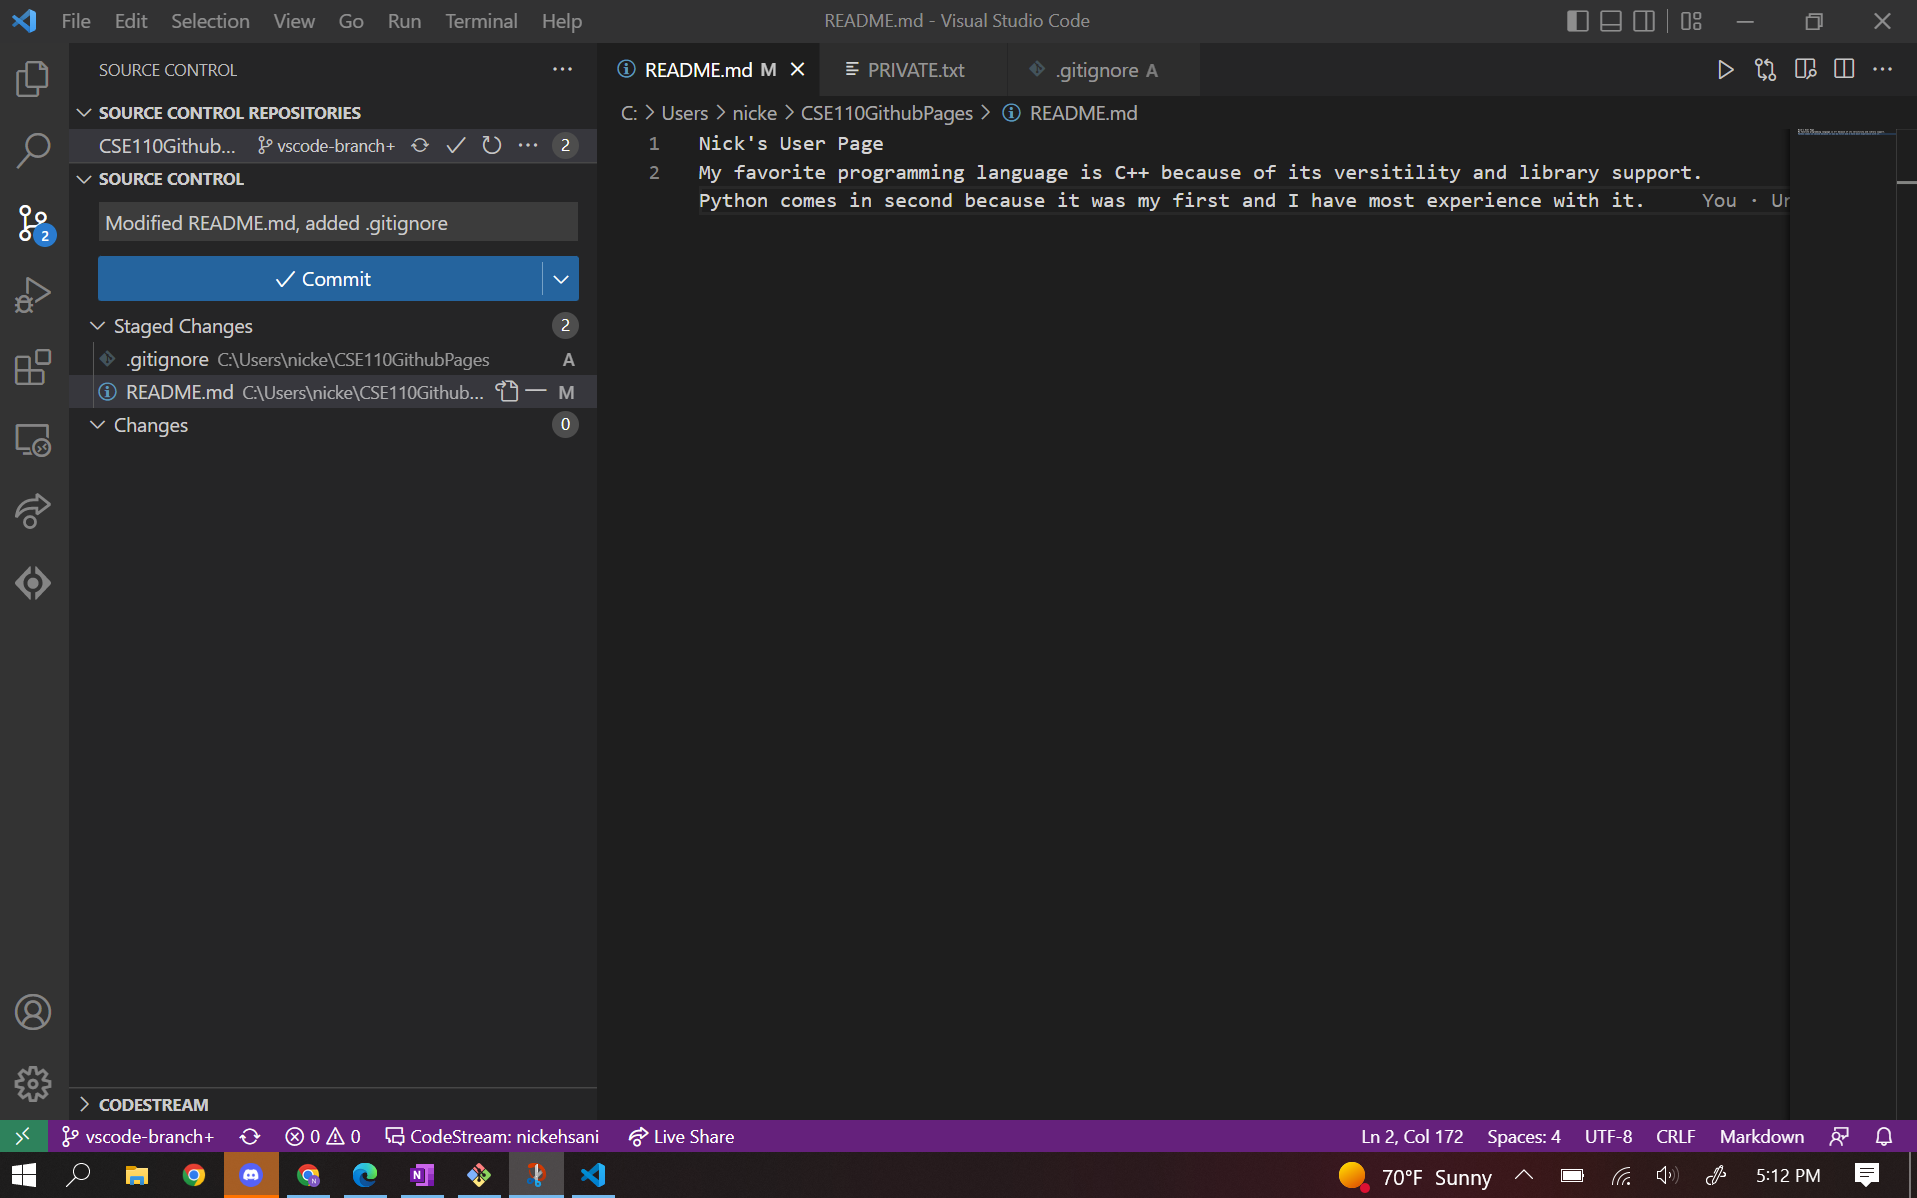 File Edit Selection View Go Run Terminal Help
README.md - Visual Studio Code
SOURCE CONTROL
SOURCE CONTROL REPOSITORIES
CSE110Github... vscode-branch+ 2
SOURCE CONTROL
Modified README.md, added .gitignore
Commit
Staged Changes 2
.gitignore C:\Users\nicke\CSE110GithubPages A
README.md C:\Users\nicke\CSE110Github... M
Changes 0
2
CODESTREAM
README.md M PRIVATE.txt .gitignore A
C: > Users > nicke > CSE110GithubPages > README.md
1 Nick's User Page
2 My favorite programming language is C++ because of its versitility and library support.
Python comes in second because it was my first and I have most experience with it. You · Ur
vscode-branch+ 0 0 CodeStream: nickehsani Live Share
Ln 2, Col 172 Spaces: 4 UTF-8 CRLF Markdown
70°F Sunny 5:12 PM